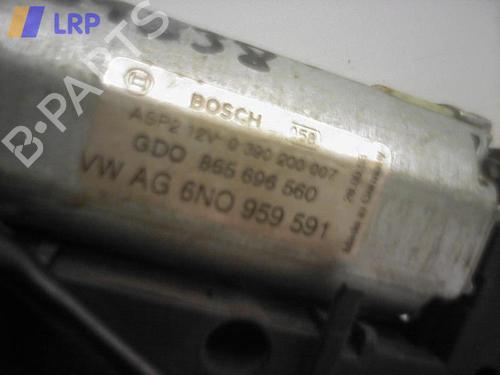 LRP
B-PARTS
BOSCH 058
ASP2 12V 0 390 200 007
GDO 865 696 560
VW AG 6N0 959 591
Made in Germany